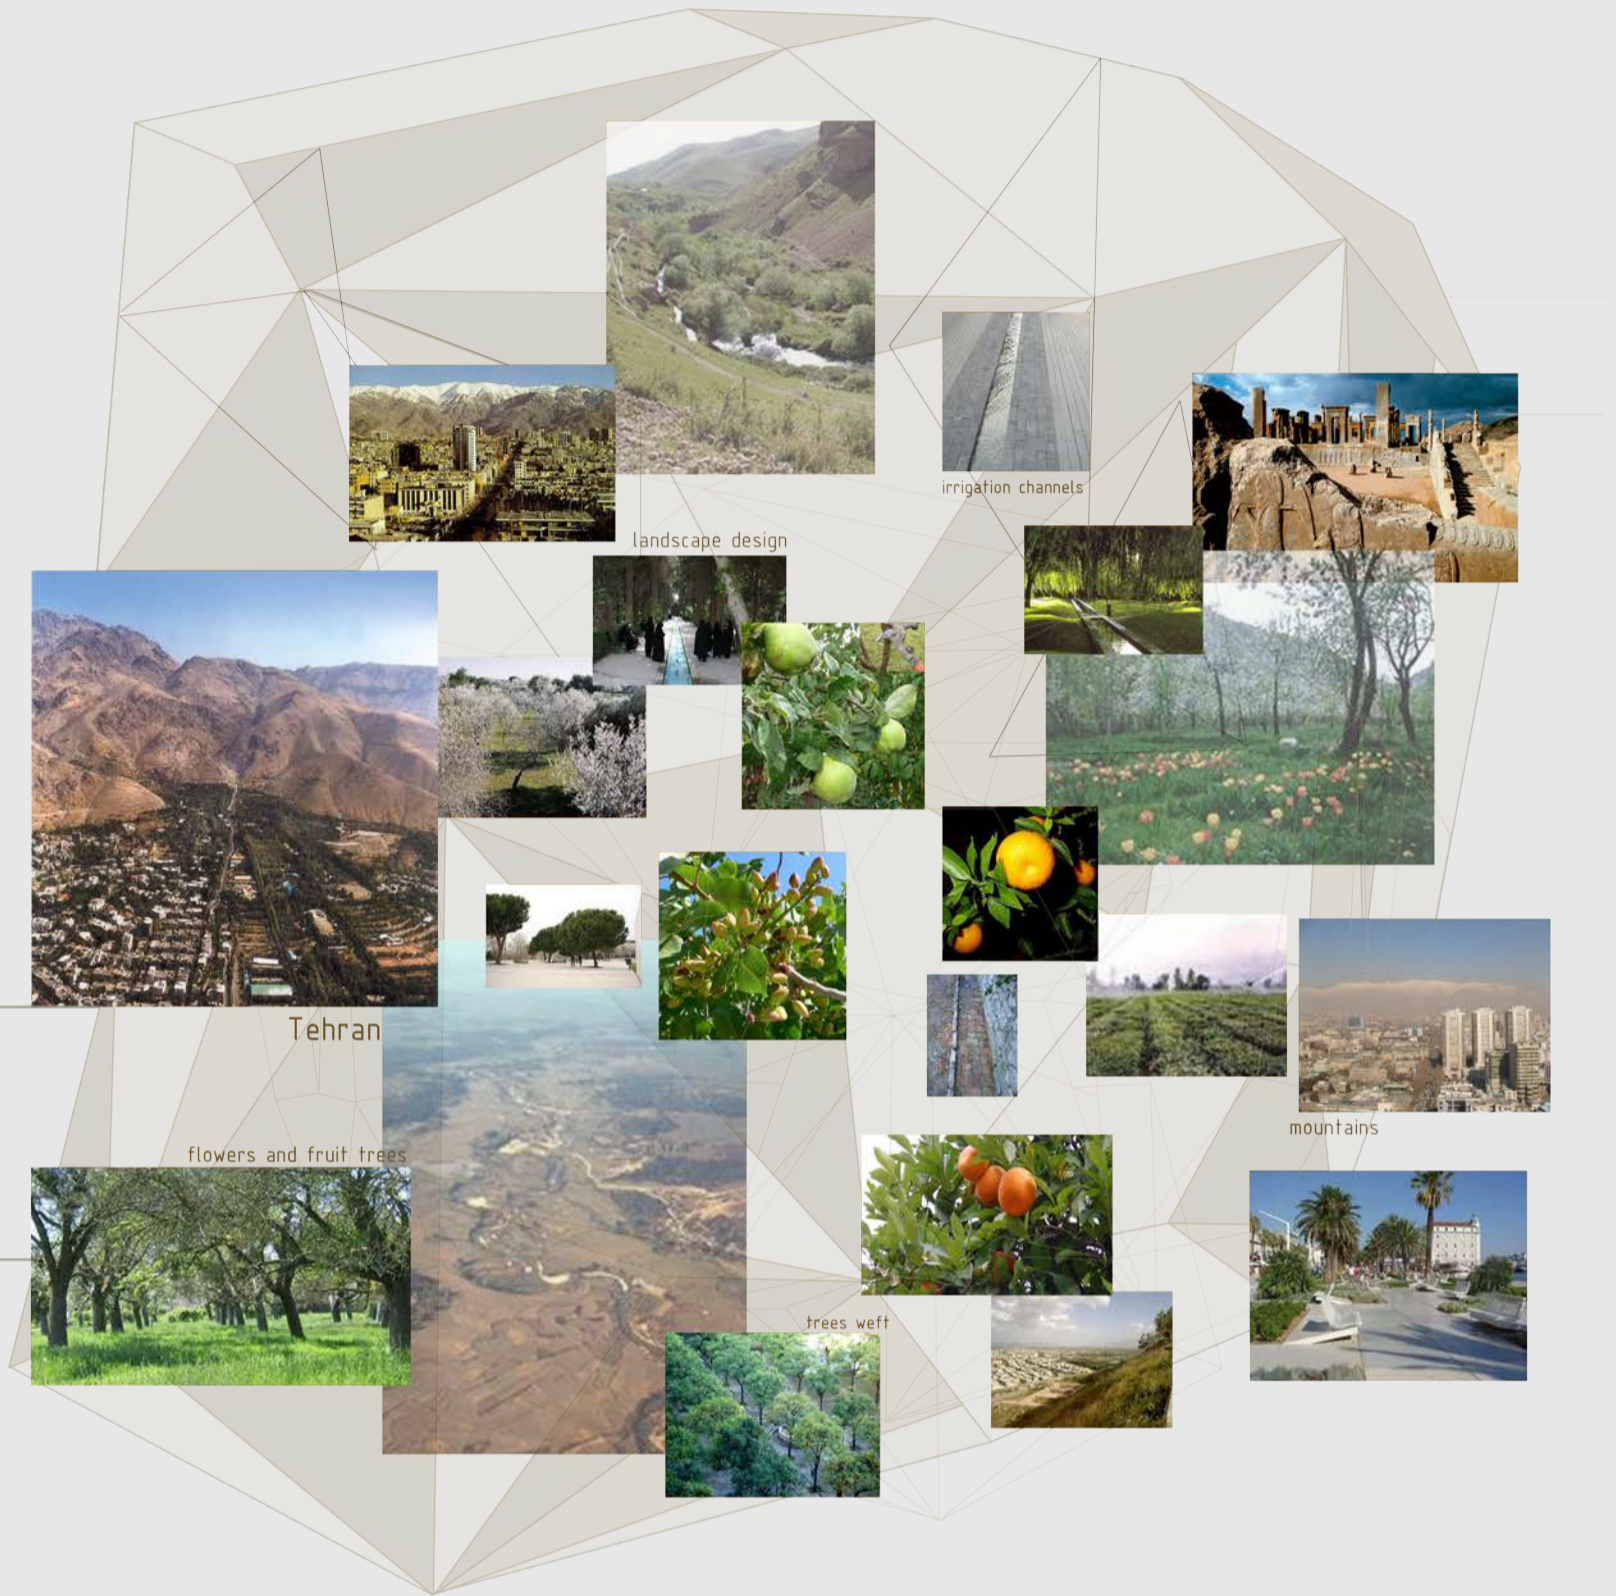 irrigation channels
landscape design
Tehran
mountains
flowers and fruit trees
trees weft